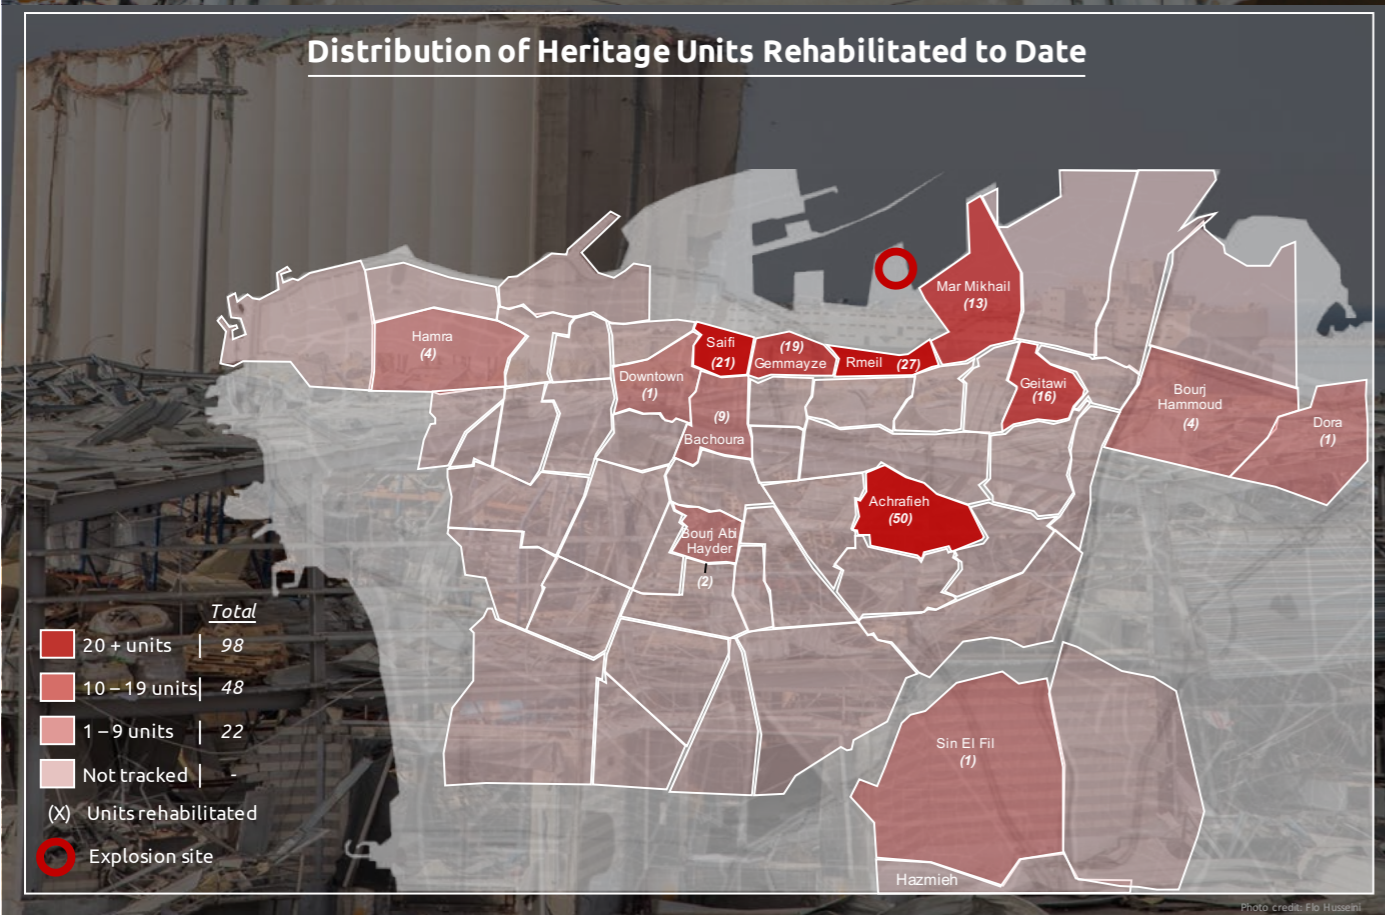 Distribution of Heritage Units Rehabilitated to Date
Mar Mikhail
(13)
Hamra
(4)
Saifi
(21)
(19)
Gemmayze
Rmeil (27)
Downtown
(1)
Geitawi
(16)
Bourj
Hammoud
(4)
(9)
Bachoura
Dora
(1)
Achrafieh
(50)
Bourj Abi
Hayder
(2)
Total
20 + units | 98
10 – 19 units | 48
1 – 9 units | 22
Not tracked | -
(X) Units rehabilitated
Explosion site
Sin El Fil
(1)
Hazmieh
Photo credit: Flo Husseini